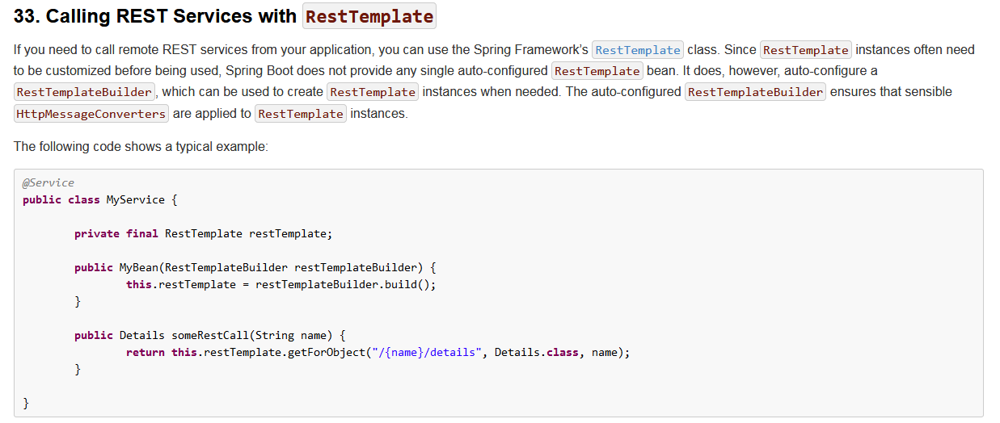 33. Calling REST Services with RestTemplate
If you need to call remote REST services from your application, you can use the Spring Framework’s RestTemplate class. Since RestTemplate instances often need
to be customized before being used, Spring Boot does not provide any single auto-configured RestTemplate bean. It does, however, auto-configure a
RestTemplateBuilder, which can be used to create RestTemplate instances when needed. The auto-configured RestTemplateBuilder ensures that sensible
HttpMessageConverters are applied to RestTemplate instances.
The following code shows a typical example:
@Service
public class MyService {
private final RestTemplate restTemplate;
public MyBean(RestTemplateBuilder restTemplateBuilder) {
this.restTemplate = restTemplateBuilder.build();
}
public Details someRestCall(String name) {
return this.restTemplate.getForObject("/{name}/details", Details.class, name);
}
}